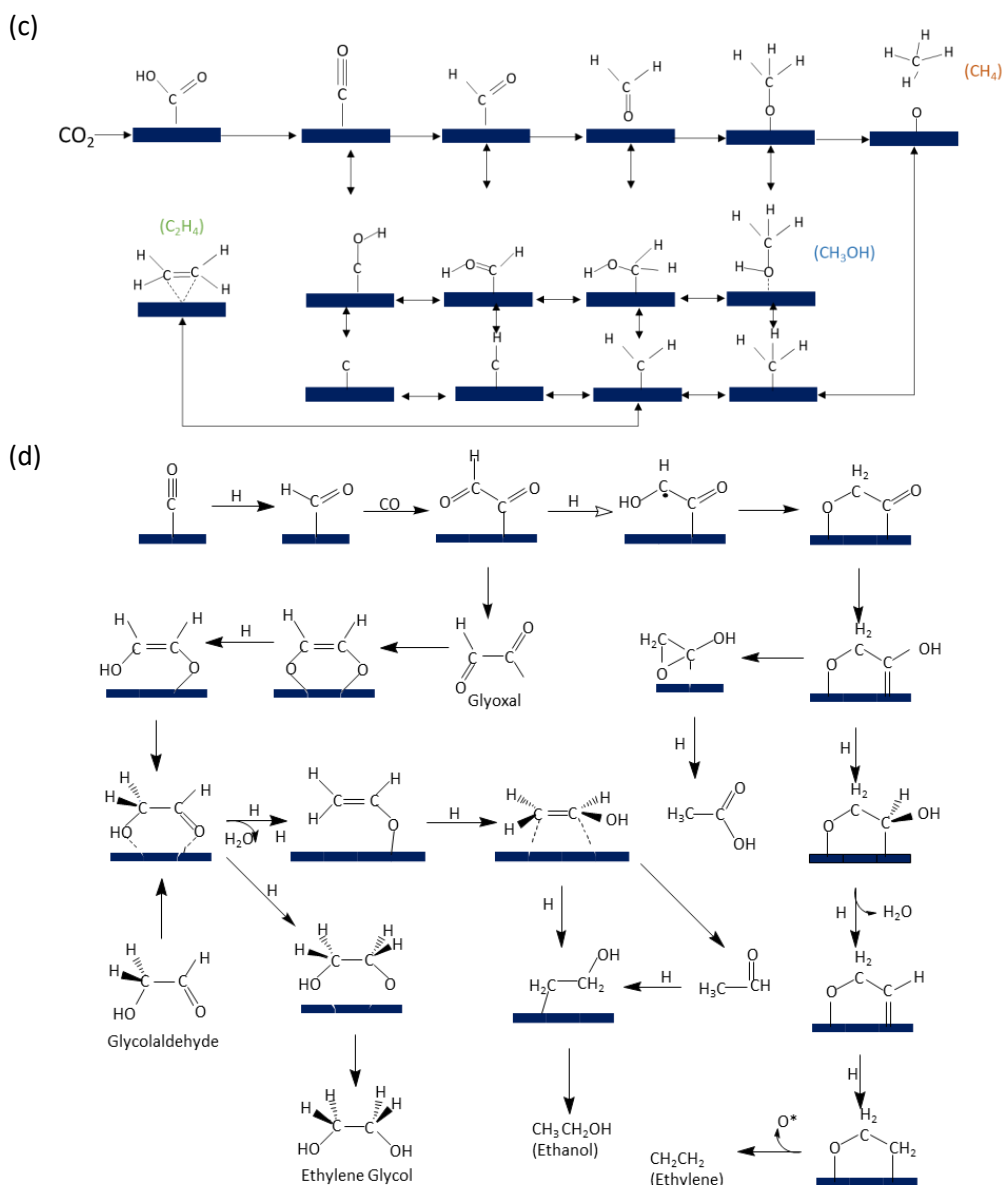 (c)
HO O C
O C
H O C
H H C O
H H H C O
H C H H H O
(CH₄)
CO₂
(C₂H₄)
H H C C H H
O H C
HO C H
HO C H H
H H H C H O
(CH₃OH)
C
H C
H H C
H H H C
(d)
O C
H
H C O
CO
H O C C O
H
H HO C C O
H₂ O C C O
H H C C HO O
H
H H C C O O
H O C C O
Glyoxal
H₂C OH C O
H₂ O C C OH
H H C C H HO O
H
H₂O
H
H H H C C O
H
H H C C H OH
H
H₃C C O OH
H
H₂ O C C H OH
H
H
H
H₂O
H H C C H HO O
Glycolaldehyde
H H C C H H HO O
H₂C CH₂ OH
H
H₃C O CH
H₂ O C C H
H
H H C C H H HO OH
Ethylene Glycol
CH₃CH₂OH
(Ethanol)
O*
CH₂CH₂
(Ethylene)
H₂ O C CH₂